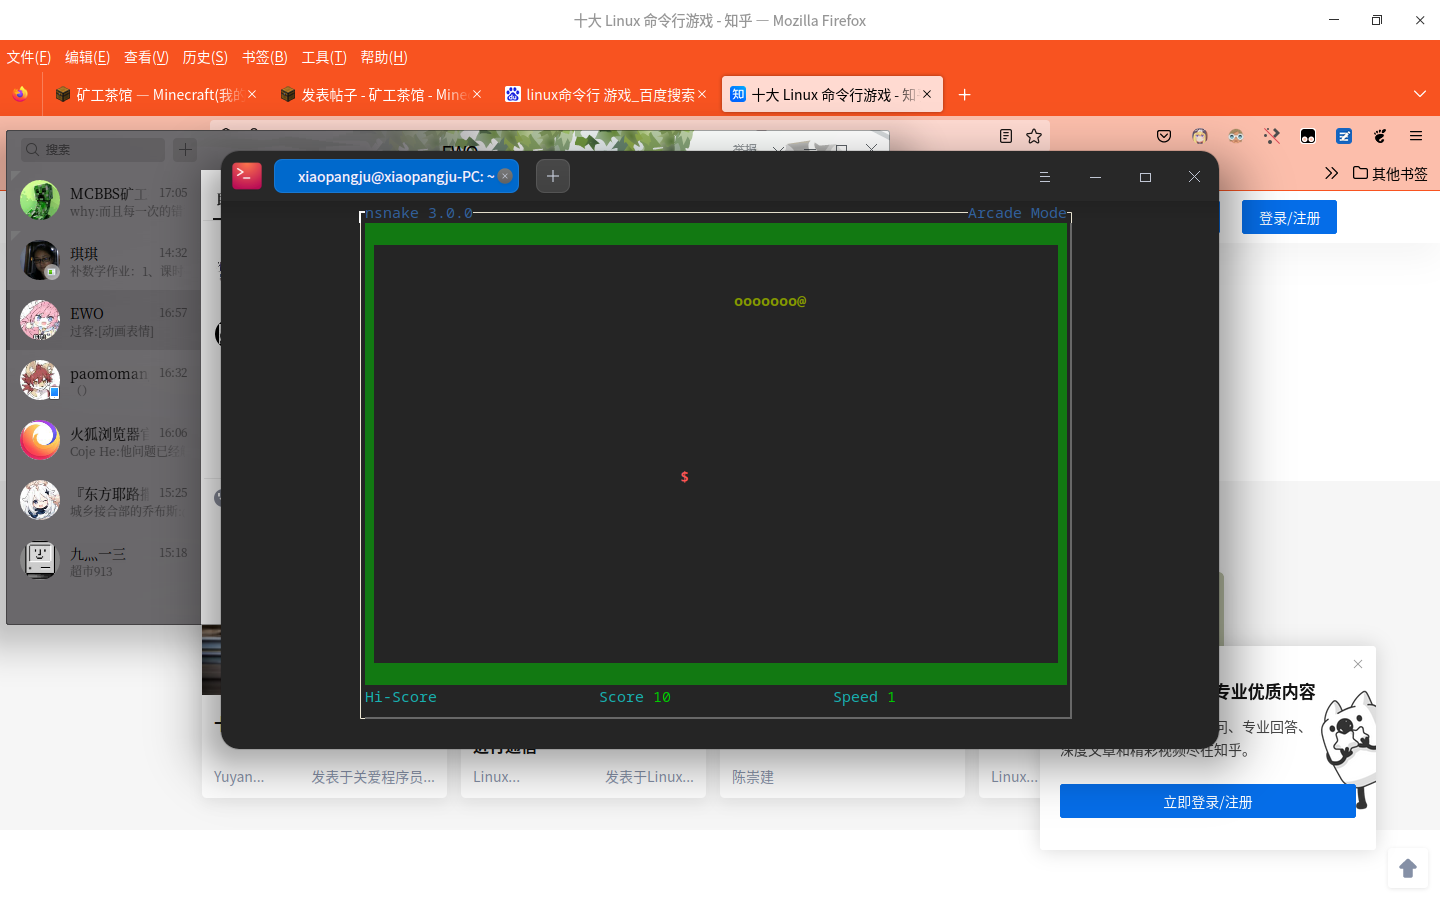 十大 Linux 命令行游戏 - 知乎 — Mozilla Firefox
文件(F) 编辑(E) 查看(V) 历史(S) 书签(B) 工具(T) 帮助(H)
矿工茶馆 — Minecraft(我的 发表帖子 - 矿工茶馆 - Mine linux命令行 游戏_百度搜索 知 十大 Linux 命令行游戏 - 知
搜索
EWO
举报
其他书签
登录/注册
xiaopangju@xiaopangju-PC: ~
MCBBS矿工 17:05
why:而且每一次的
琪琪 14:32
补数学作业：1、课时
EWO 16:57
过客:[动画表情]
paomoman 16:32
（）
火狐浏览器 16:06
Coje He:他问题已经
『东方耶路 15:25
城乡接合部的乔布斯:
15:18
超市913
nsnake 3.0.0 Arcade Mode
ooooooo@
$
Hi-Score Score 10 Speed 1
专业优质内容
问、专业回答、
深度文章和精彩视频尽在知乎。
立即登录/注册
进行通信
Yuyan... 发表于关爱程序员...
Linux... 发表于Linux...
陈崇建
Linux...